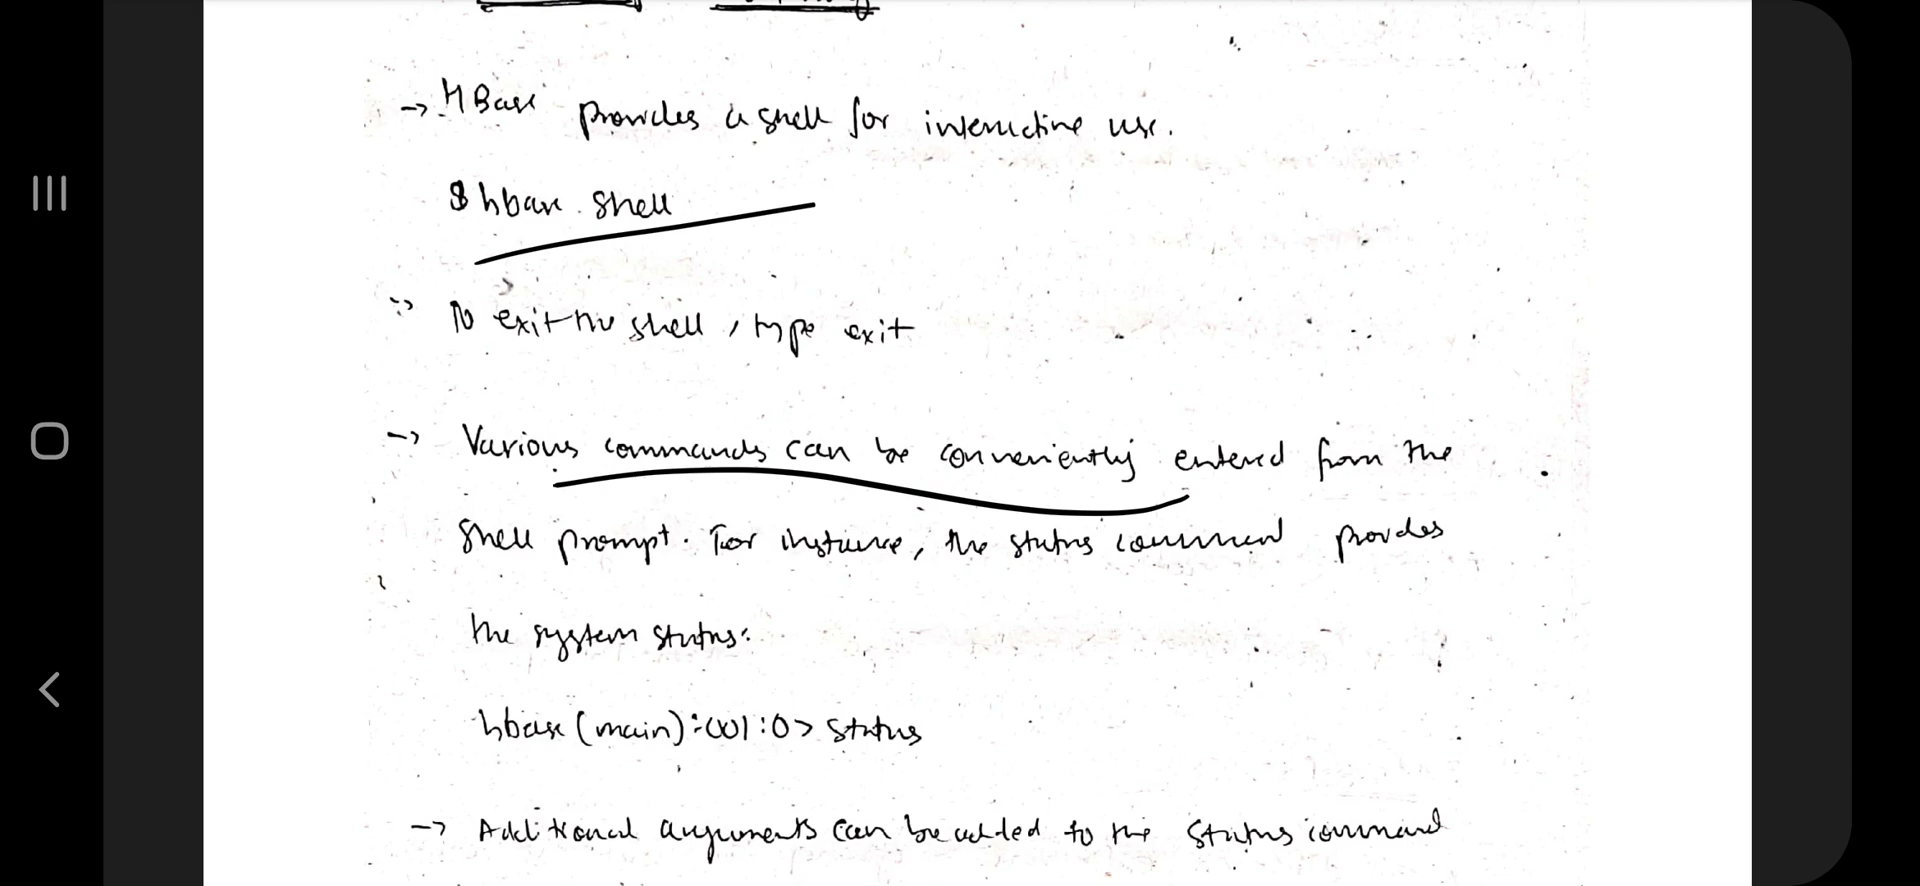 → HBase provides a shell for interactive use.
$ hbase shell
→ To exit the shell, type exit
→ Various commands can be conveniently entered from the
shell prompt. For instance, the status command provides
the system status:
hbase(main):001:0> status
→ Additional arguments can be added to the status command